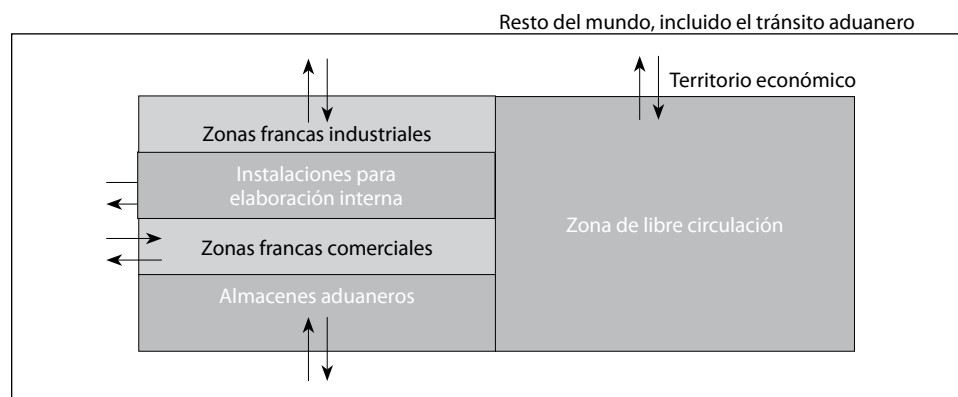 Resto del mundo, incluido el tránsito aduanero
Territorio económico
Zonas francas industriales
Instalaciones para
elaboración interna
Zona de libre circulación
Zonas francas comerciales
Almacenes aduaneros